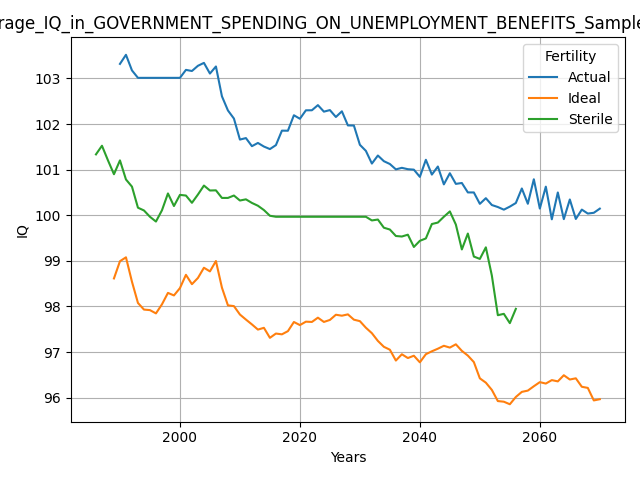 rage_IQ_in_GOVERNMENT_SPENDING_ON_UNEMPLOYMENT_BENEFITS_Sample
103
102
101
100
99
98
97
96
IQ
Fertility
Actual
Ideal
Sterile
2000 2020 2040 2060
Years